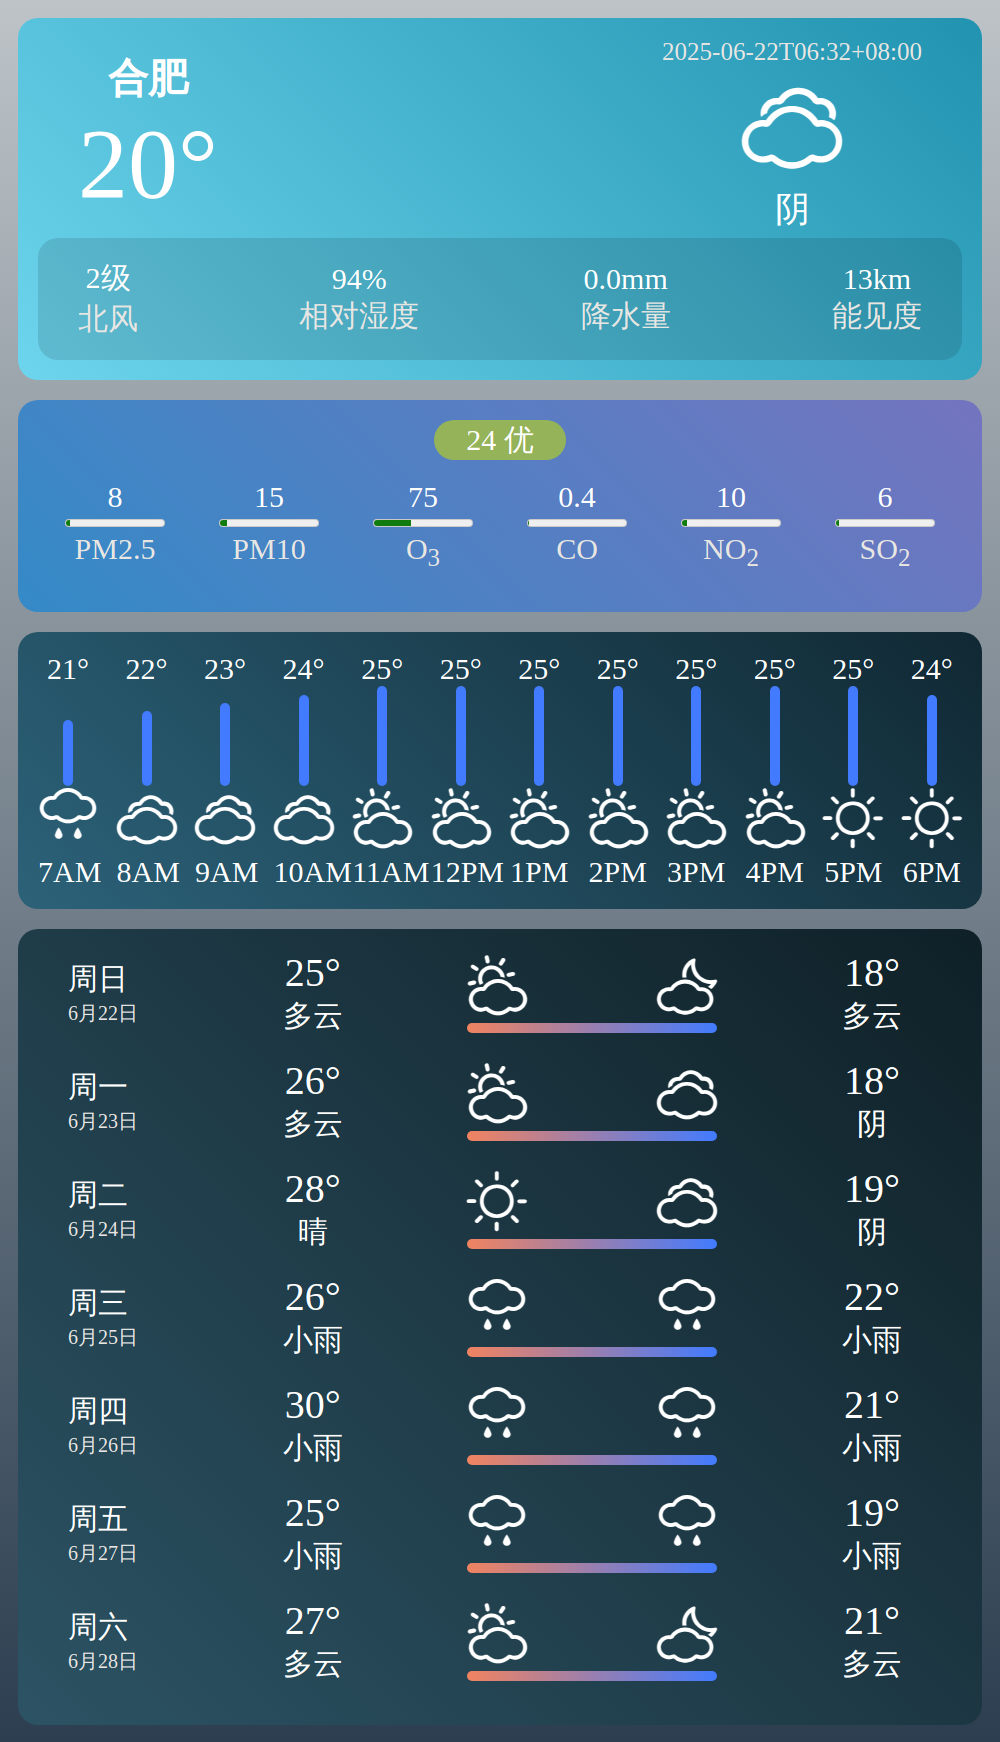 合肥
20°
2025-06-22T06:32+08:00
阴
2级 94% 0.0mm 13km
北风 相对湿度 降水量 能见度
24 优
8 15 75 0.4 10 6
PM2.5 PM10 O3 CO NO2 SO2
21° 22° 23° 24° 25° 25° 25° 25° 25° 25° 25° 24°
7AM 8AM 9AM 10AM 11AM 12PM 1PM 2PM 3PM 4PM 5PM 6PM
周日 25° 18°
6月22日 多云 多云
周一 26° 18°
6月23日 多云 阴
周二 28° 19°
6月24日 晴 阴
周三 26° 22°
6月25日 小雨 小雨
周四 30° 21°
6月26日 小雨 小雨
周五 25° 19°
6月27日 小雨 小雨
周六 27° 21°
6月28日 多云 多云